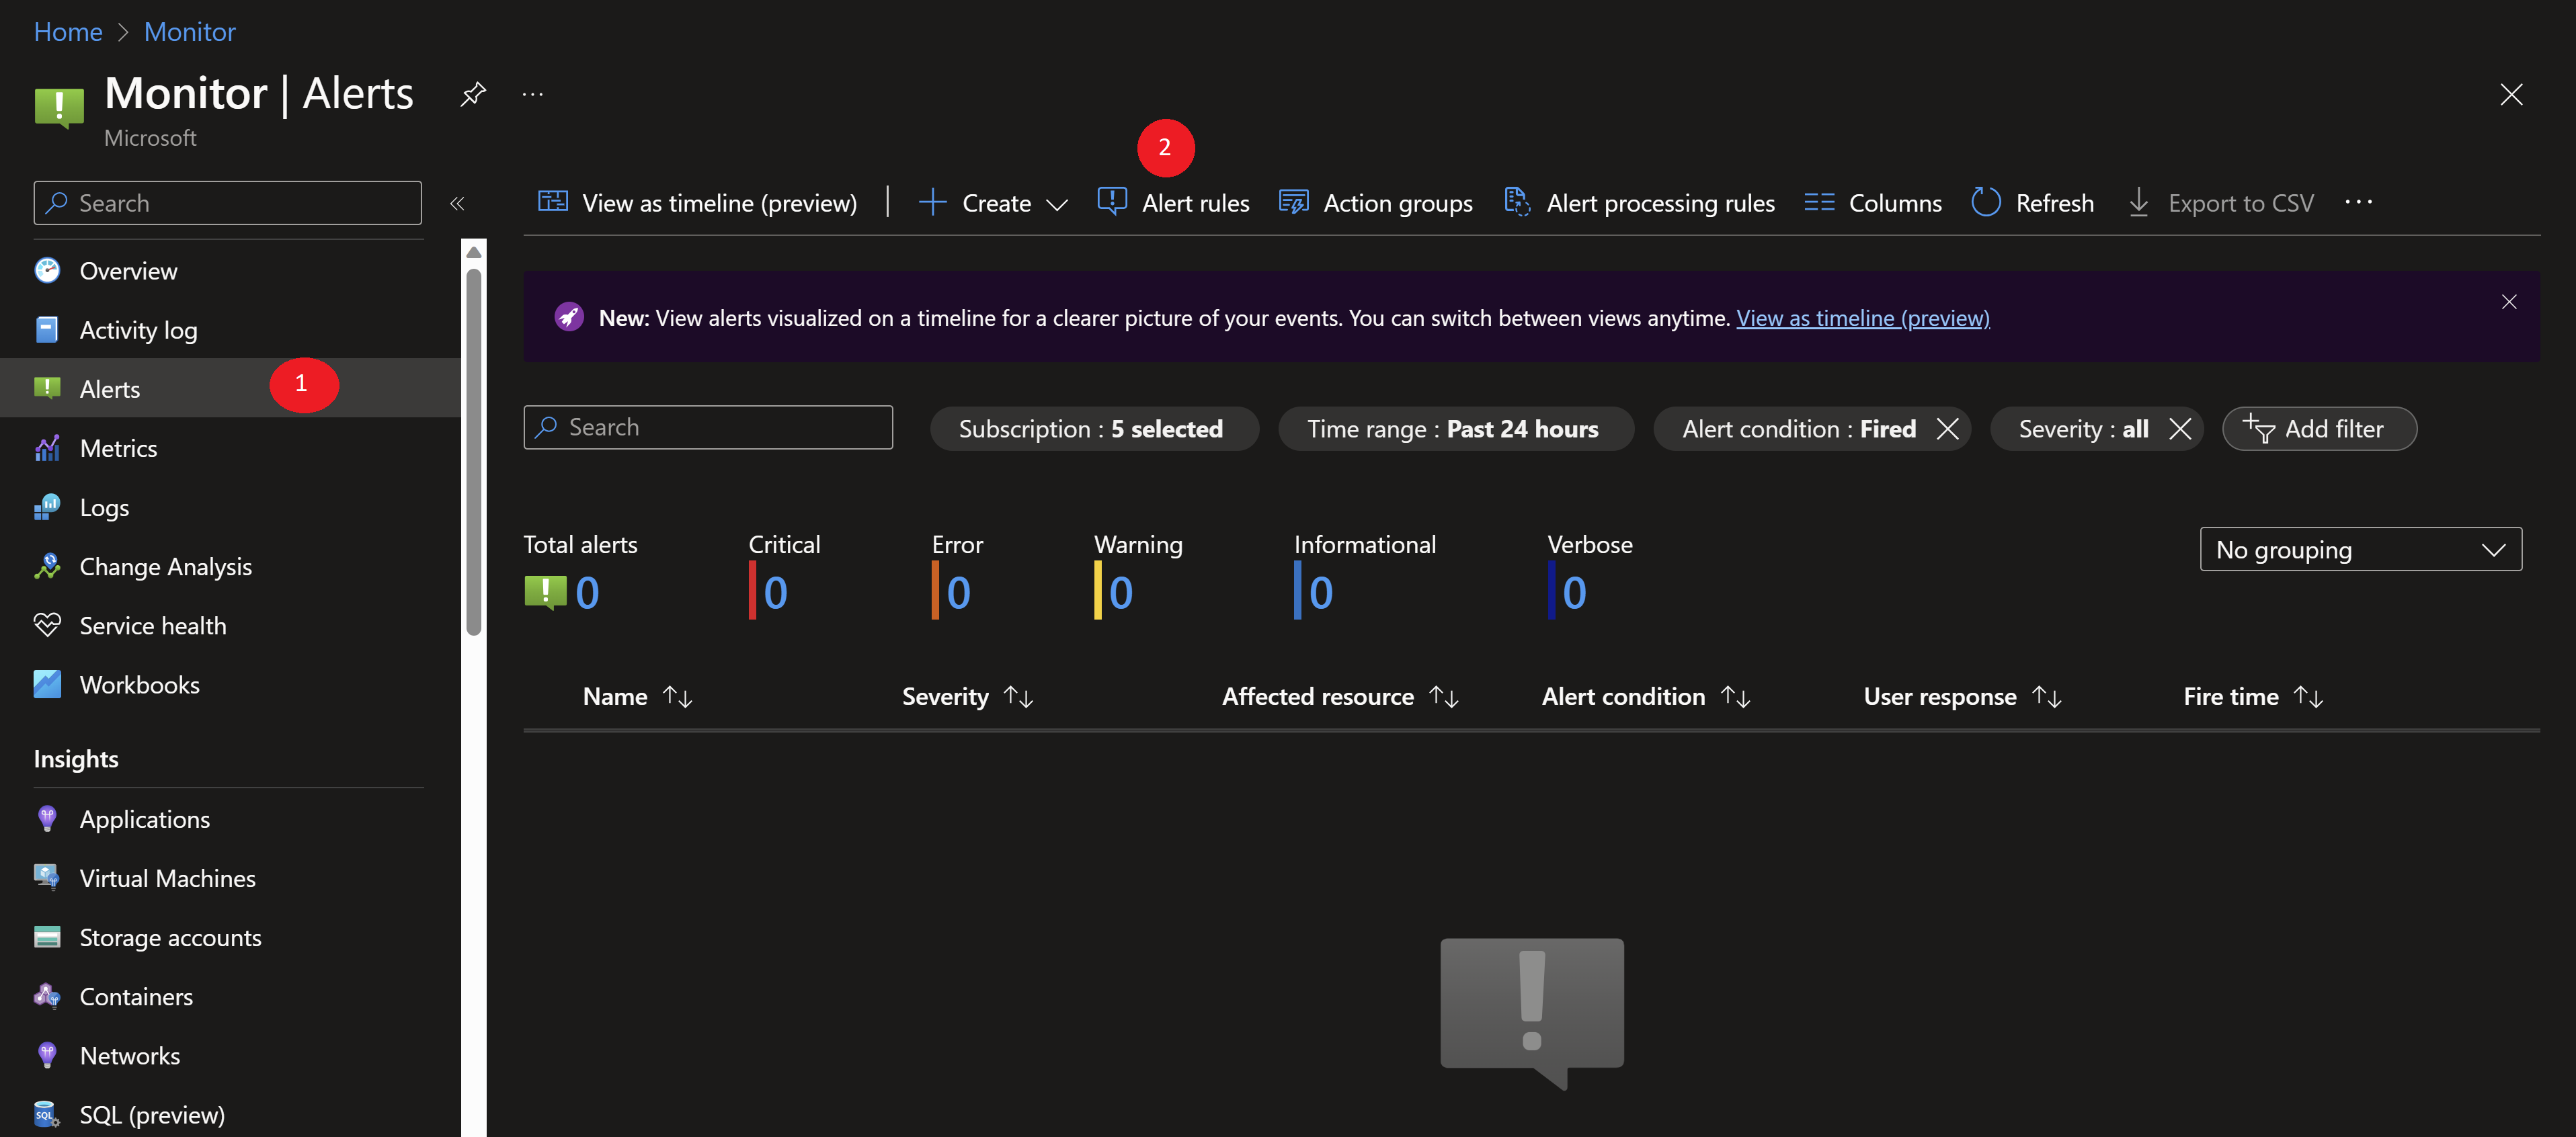 Home > Monitor
Monitor | Alerts
...
Microsoft
2
Search
«
View as timeline (preview) | + Create Alert rules Action groups Alert processing rules Columns Refresh Export to CSV ...
Overview
Activity log
Alerts
1
Metrics
Logs
Change Analysis
Service health
Workbooks
Insights
Applications
Virtual Machines
Storage accounts
Containers
Networks
SQL
SQL (preview)
New: View alerts visualized on a timeline for a clearer picture of your events. You can switch between views anytime. View as timeline (preview)
Search
Subscription : 5 selected
Time range : Past 24 hours
Alert condition : Fired
Severity : all
Add filter
Total alerts Critical Error Warning Informational Verbose
0 0 0 0 0 0
No grouping
Name Severity Affected resource Alert condition User response Fire time